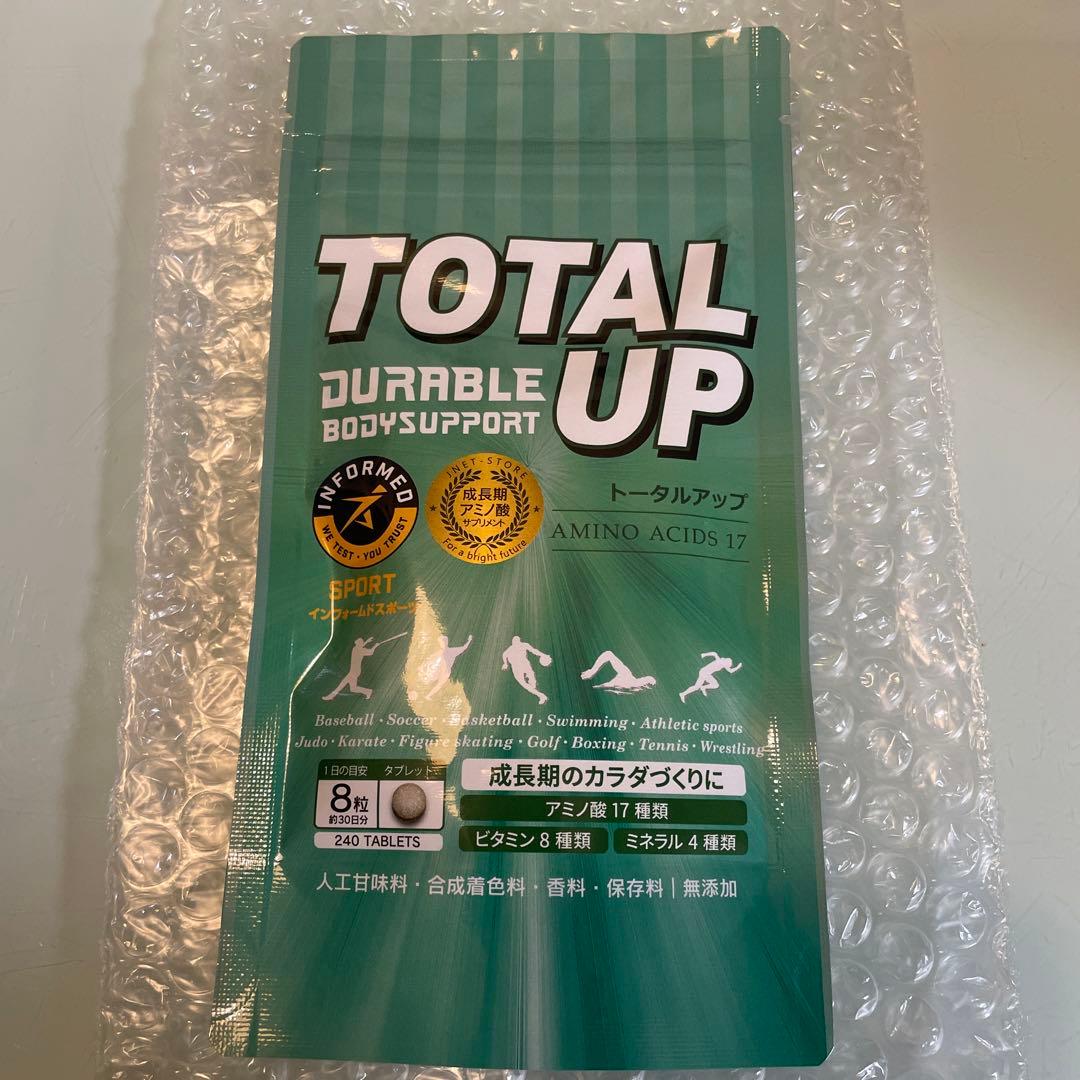 TOTAL
UP
DURABLE
BODYSUPPORT
INFORMED
WE TEST · YOU TRUST
SPORT
インフォームドスポーツ
JNET-STORE
成長期
アミノ酸
サプリメント
For a bright future
トータルアップ
AMINO ACIDS 17
Baseball · Soccer · Basketball · Swimming · Athletic sports
Judo · Karate · Figure skating · Golf · Boxing · Tennis · Wrestling
1日の目安 タブレット
8粒
約30日分
240 TABLETS
成長期のカラダづくりに
アミノ酸 17 種類
ビタミン 8 種類 ミネラル 4 種類
人工甘味料・合成着色料・香料・保存料｜無添加